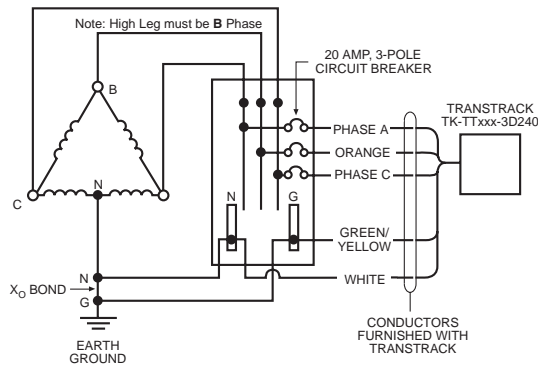 Note: High Leg must be B Phase
20 AMP, 3-POLE
CIRCUIT BREAKER
B
TRANSTRACK
TK-TTxxx-3D240
PHASE A
ORANGE
PHASE C
N
C
N
G
GREEN/
YELLOW
N
WHITE
XO BOND
G
EARTH
GROUND
CONDUCTORS
FURNISHED WITH
TRANSTRACK